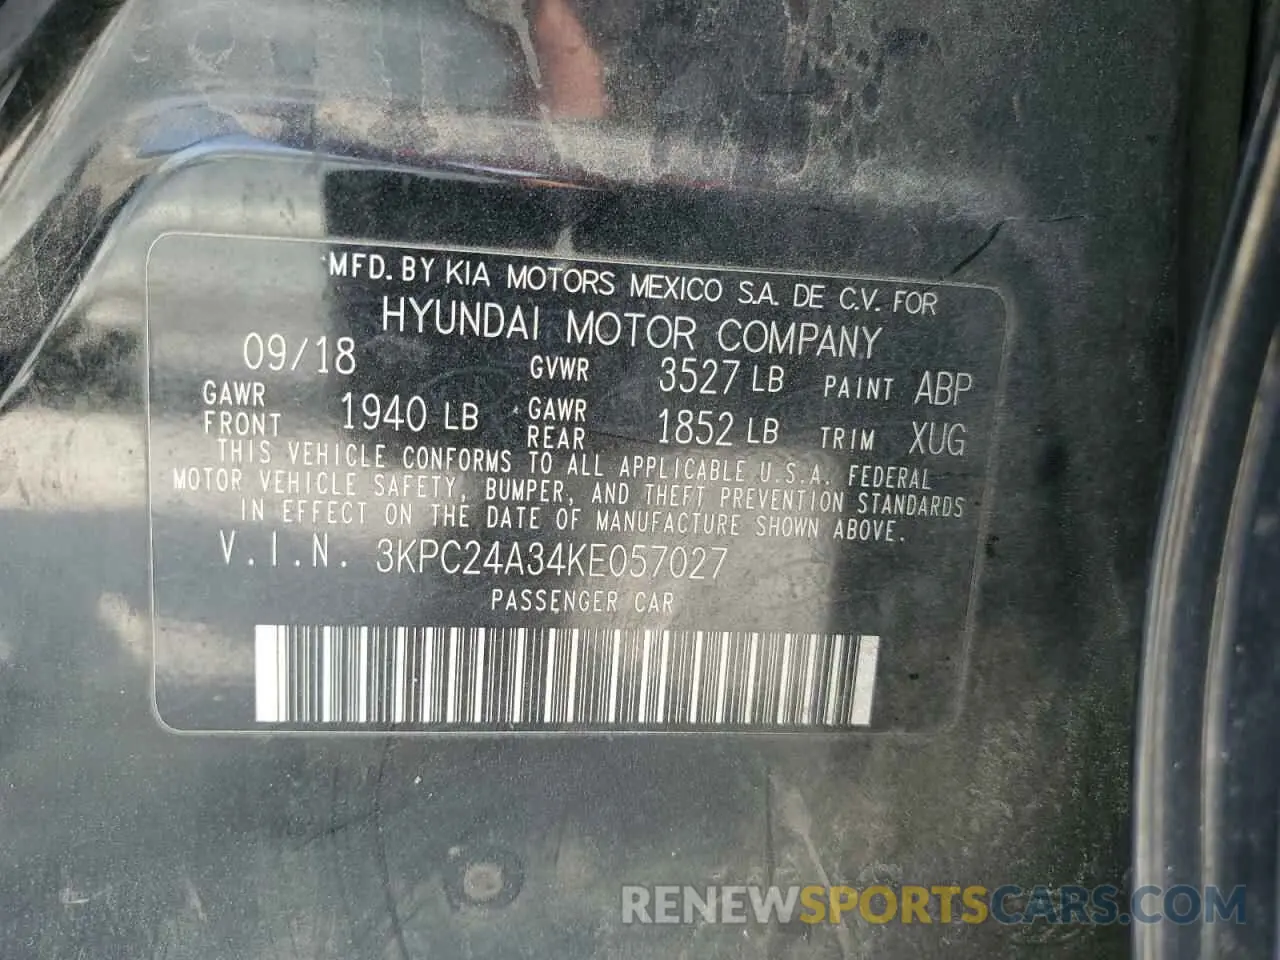 MFD. BY KIA MOTORS MEXICO S.A. DE C.V. FOR
HYUNDAI MOTOR COMPANY
09/18 GVWR 3527 LB PAINT ABP
GAWR FRONT 1940 LB GAWR REAR 1852 LB TRIM XUG
THIS VEHICLE CONFORMS TO ALL APPLICABLE U.S.A. FEDERAL
MOTOR VEHICLE SAFETY, BUMPER, AND THEFT PREVENTION STANDARDS
IN EFFECT ON THE DATE OF MANUFACTURE SHOWN ABOVE.
V.I.N. 3KPC24A34KE057027
PASSENGER CAR
RENEWSPORTSCARS.COM